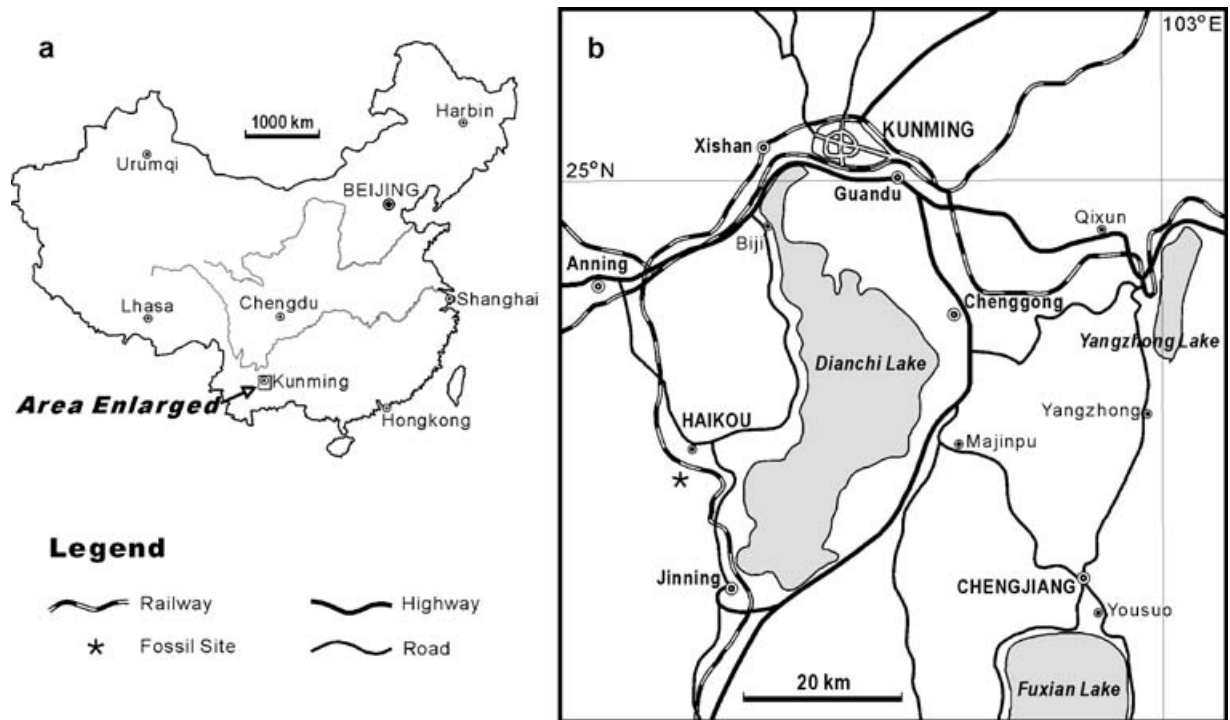 a
1000 km
Harbin
Urumqi
BEIJING
Lhasa
Chengdu
Shanghai
Kunming
Area Enlarged
Hongkong
Legend
Railway
Highway
Fossil Site
Road
b
103°E
KUNMING
Xishan
25°N
Guandu
Qixun
Biji
Anning
Chenggong
Yangzhong Lake
Dianchi Lake
HAIKOU
Yangzhong
Majinpu
Jinning
CHENGJIANG
Yousuo
20 km
Fuxian Lake